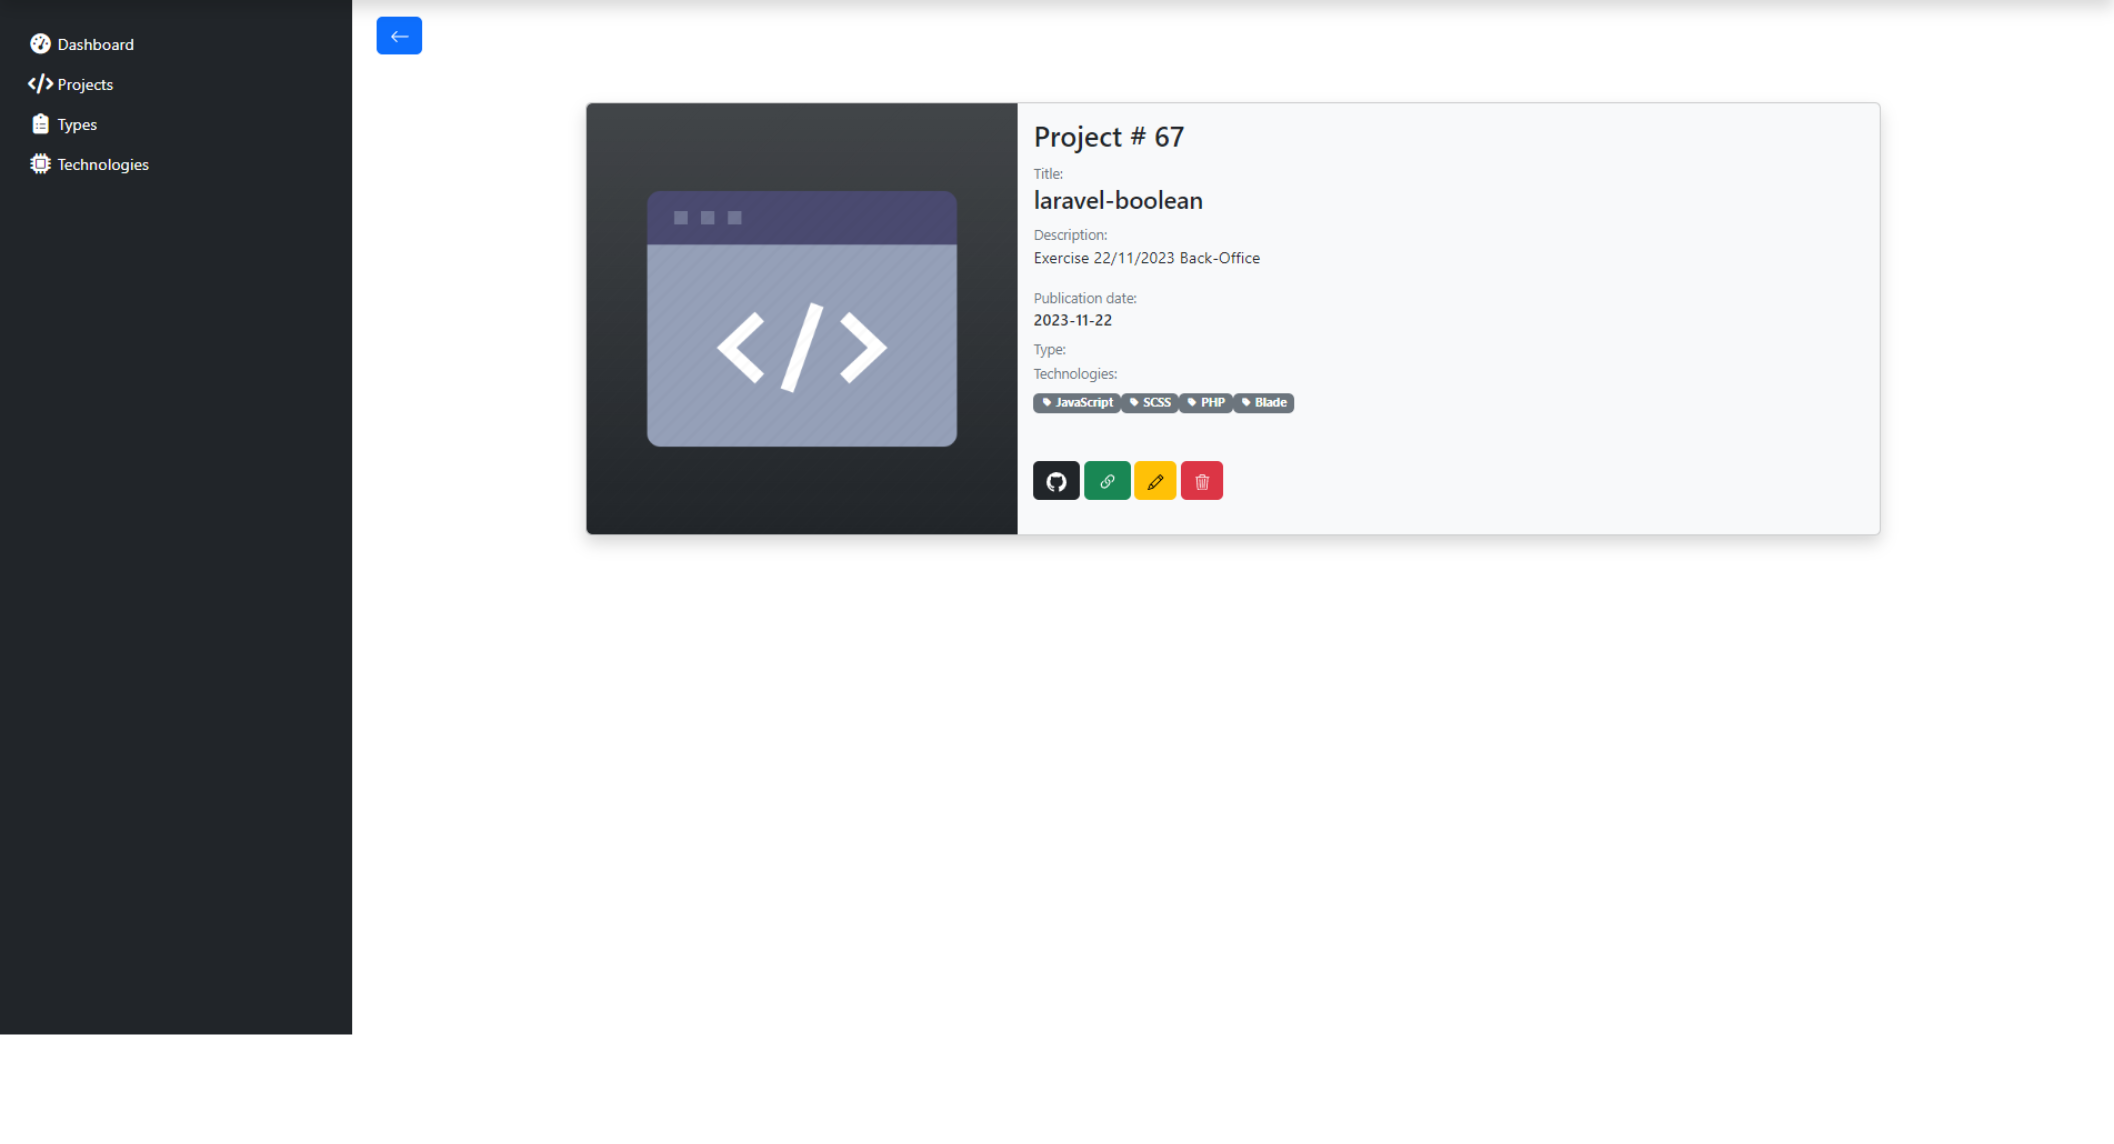 Dashboard
Projects
Types
Technologies
Project # 67
Title:
laravel-boolean
Description:
Exercise 22/11/2023 Back-Office
Publication date:
2023-11-22
Type:
Technologies:
JavaScript SCSS PHP Blade